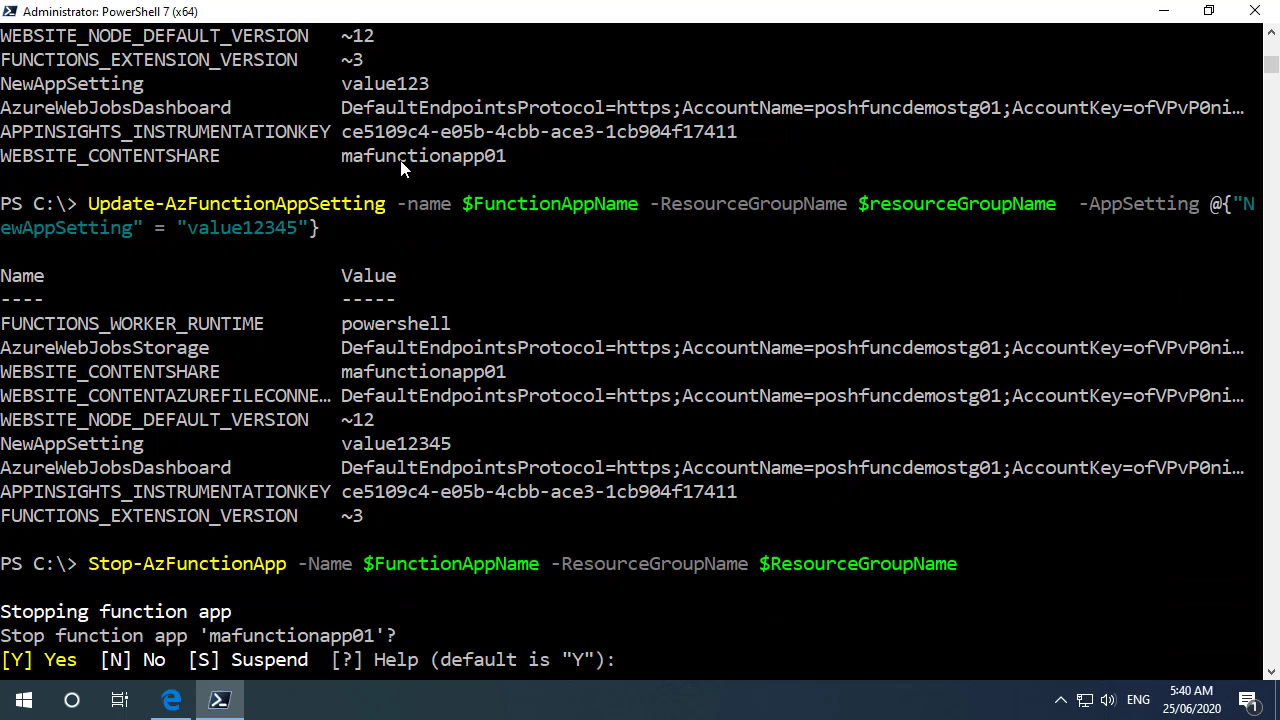 Administrator: PowerShell 7 (x64)
WEBSITE_NODE_DEFAULT_VERSION ~12
FUNCTIONS_EXTENSION_VERSION ~3
NewAppSetting value123
AzureWebJobsDashboard DefaultEndpointsProtocol=https;AccountName=poshfuncdemostg01;AccountKey=ofVPvP0ni…
APPINSIGHTS_INSTRUMENTATIONKEY ce5109c4-e05b-4cbb-ace3-1cb904f17411
WEBSITE_CONTENTSHARE mafunctionapp01
PS C:\> Update-AzFunctionAppSetting -name $FunctionAppName -ResourceGroupName $resourceGroupName -AppSetting @{"N
ewAppSetting" = "value12345"}
Name Value
---- -----
FUNCTIONS_WORKER_RUNTIME powershell
AzureWebJobsStorage DefaultEndpointsProtocol=https;AccountName=poshfuncdemostg01;AccountKey=ofVPvP0ni…
WEBSITE_CONTENTSHARE mafunctionapp01
WEBSITE_CONTENTAZUREFILECONNE… DefaultEndpointsProtocol=https;AccountName=poshfuncdemostg01;AccountKey=ofVPvP0ni…
WEBSITE_NODE_DEFAULT_VERSION ~12
NewAppSetting value12345
AzureWebJobsDashboard DefaultEndpointsProtocol=https;AccountName=poshfuncdemostg01;AccountKey=ofVPvP0ni…
APPINSIGHTS_INSTRUMENTATIONKEY ce5109c4-e05b-4cbb-ace3-1cb904f17411
FUNCTIONS_EXTENSION_VERSION ~3
PS C:\> Stop-AzFunctionApp -Name $FunctionAppName -ResourceGroupName $ResourceGroupName
Stopping function app
Stop function app 'mafunctionapp01'?
[Y] Yes [N] No [S] Suspend [?] Help (default is "Y"):
ENG
5:40 AM
25/06/2020
1